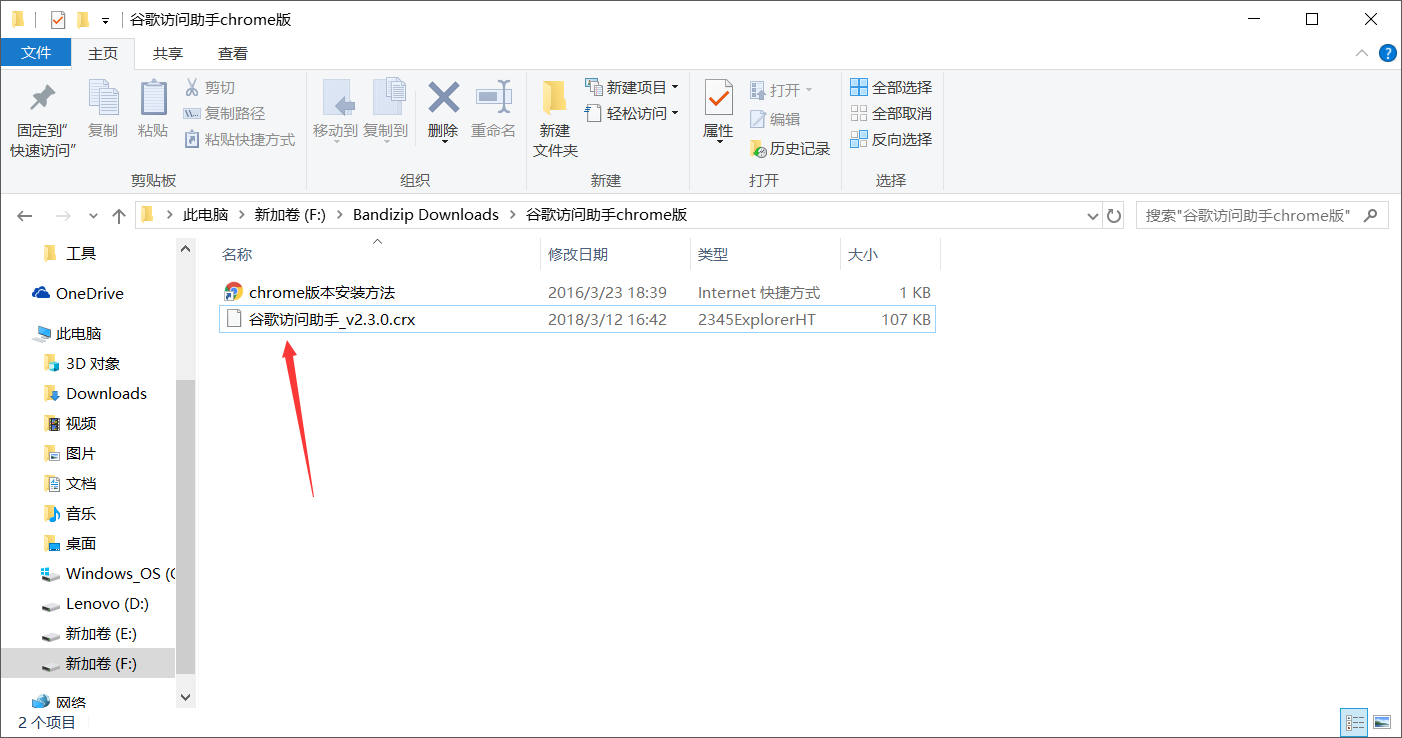 谷歌访问助手chrome版
文件 主页 共享 查看
固定到"快速访问"
复制
粘贴
剪切
复制路径
粘贴快捷方式
剪贴板
移动到 复制到 删除 重命名
组织
新建文件夹
新建项目
轻松访问
新建
属性
打开
编辑
历史记录
打开
全部选择
全部取消
反向选择
选择
此电脑 > 新加卷 (F:) > Bandizip Downloads > 谷歌访问助手chrome版
搜索"谷歌访问助手chrome版"
名称 修改日期 类型 大小
chrome版本安装方法 2016/3/23 18:39 Internet 快捷方式 1 KB
谷歌访问助手_v2.3.0.crx 2018/3/12 16:42 2345ExplorerHT 107 KB
工具
OneDrive
此电脑
3D 对象
Downloads
视频
图片
文档
音乐
桌面
Windows_OS (C
Lenovo (D:)
新加卷 (E:)
新加卷 (F:)
网络
2 个项目